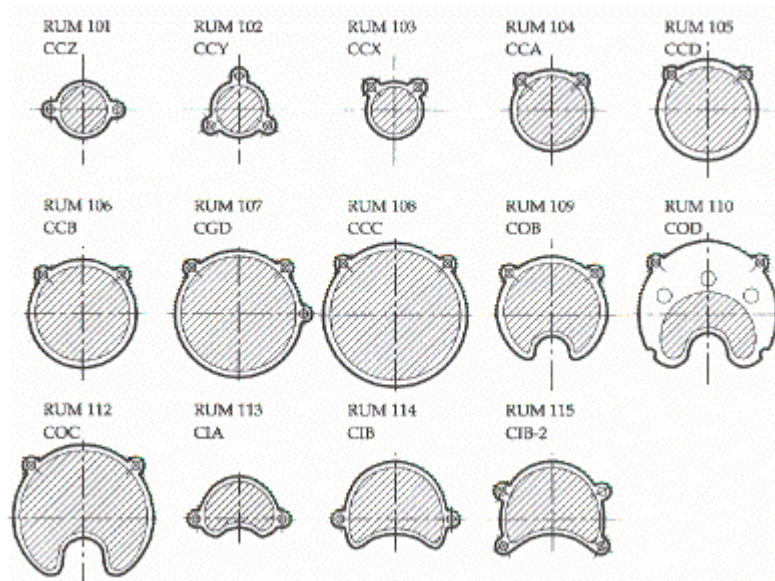 RUM 101
CCZ
RUM 102
CCY
RUM 103
CCX
RUM 104
CCA
RUM 105
CCD
RUM 106
CCB
RUM 107
CGD
RUM 108
CCC
RUM 109
COB
RUM 110
COD
RUM 112
COC
RUM 113
CIA
RUM 114
CIB
RUM 115
CIB-2